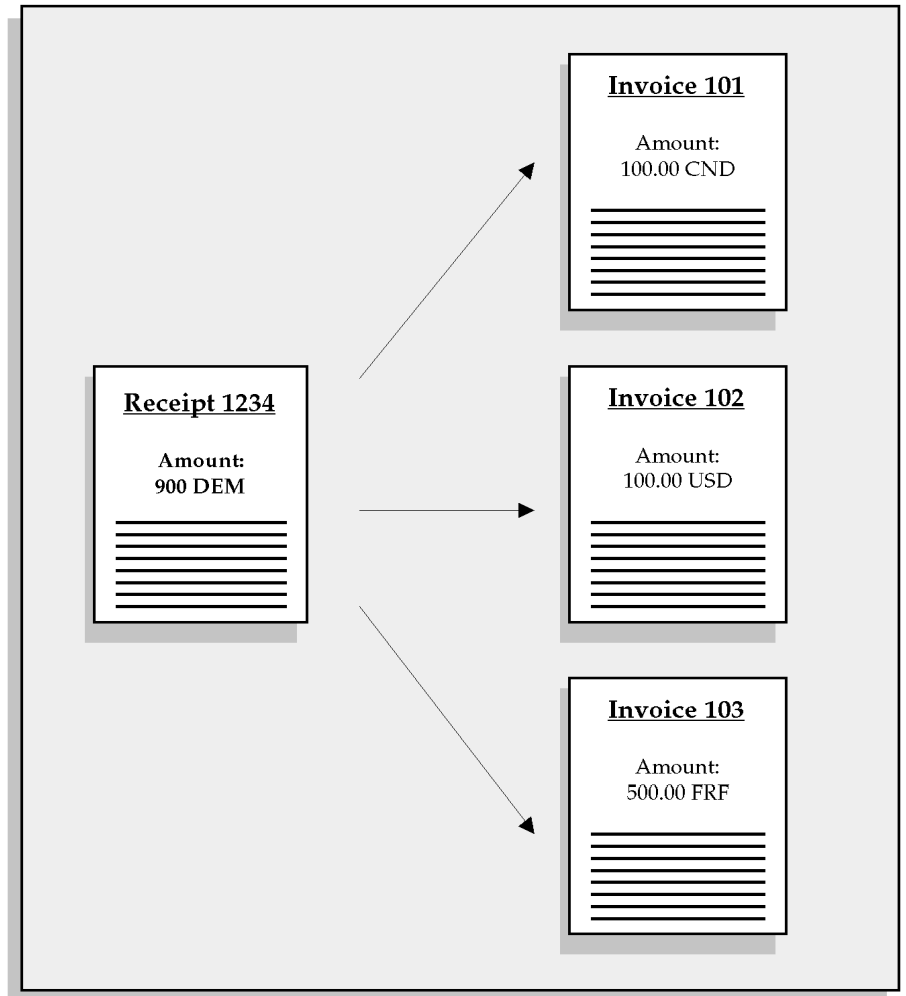 Invoice 101
Amount:
100.00 CND
Receipt 1234
Amount:
900 DEM
Invoice 102
Amount:
100.00 USD
Invoice 103
Amount:
500.00 FRF